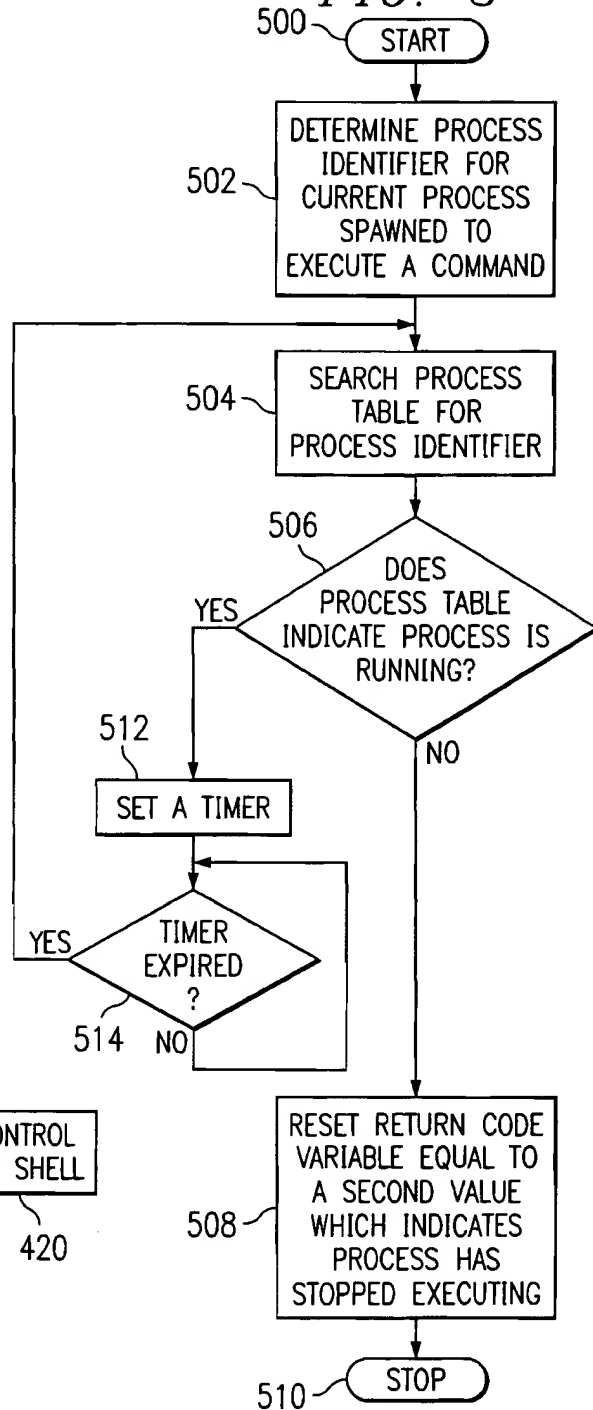 500
START
502
DETERMINE PROCESS
IDENTIFIER FOR
CURRENT PROCESS
SPAWNED TO
EXECUTE A COMMAND
504
SEARCH PROCESS
TABLE FOR
PROCESS IDENTIFIER
506
DOES
PROCESS TABLE
INDICATE PROCESS IS
RUNNING?
YES
NO
512
SET A TIMER
TIMER
EXPIRED
?
YES
514
NO
SHELL
420
508
RESET RETURN CODE
VARIABLE EQUAL TO
A SECOND VALUE
WHICH INDICATES
PROCESS HAS
STOPPED EXECUTING
510
STOP